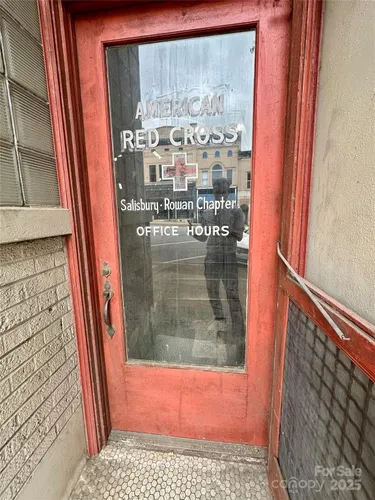 AMERICAN
RED CROSS
Salisbury-Rowan Chapter
OFFICE HOURS
For Sale
canopy 2025